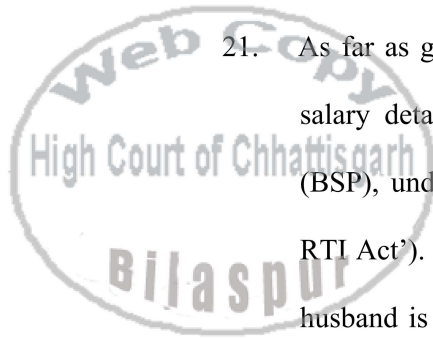 Web Copy
High Court of Chhattisgarh
Bilaspur
21. As far as g
salary deta
(BSP), und
RTI Act’).
husband is